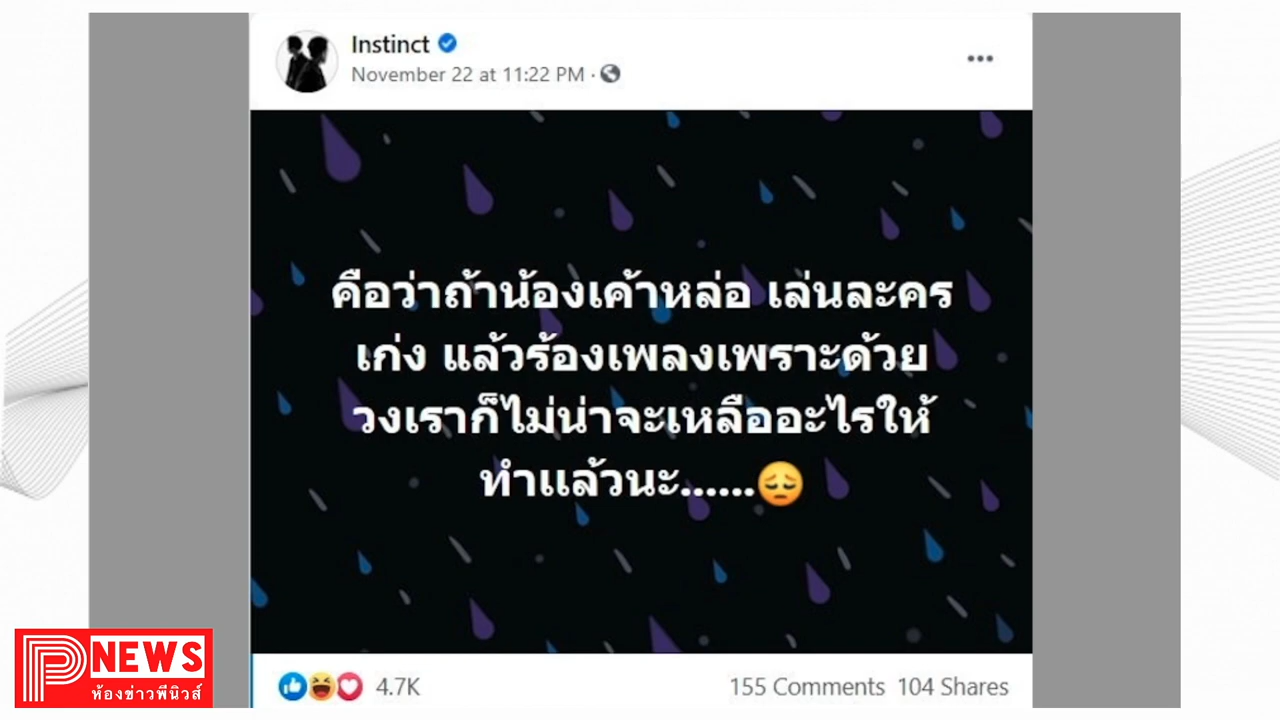 Instinct
November 22 at 11:22 PM ·
คือว่าถ้าน้องเค้าหล่อ เล่นละคร
เก่ง แล้วร้องเพลงเพราะด้วย
วงเราก็ไม่น่าจะเหลืออะไรให้
ทำแล้วนะ......😔
4.7K
155 Comments 104 Shares
P NEWS
ห้องข่าวพีนิวส์